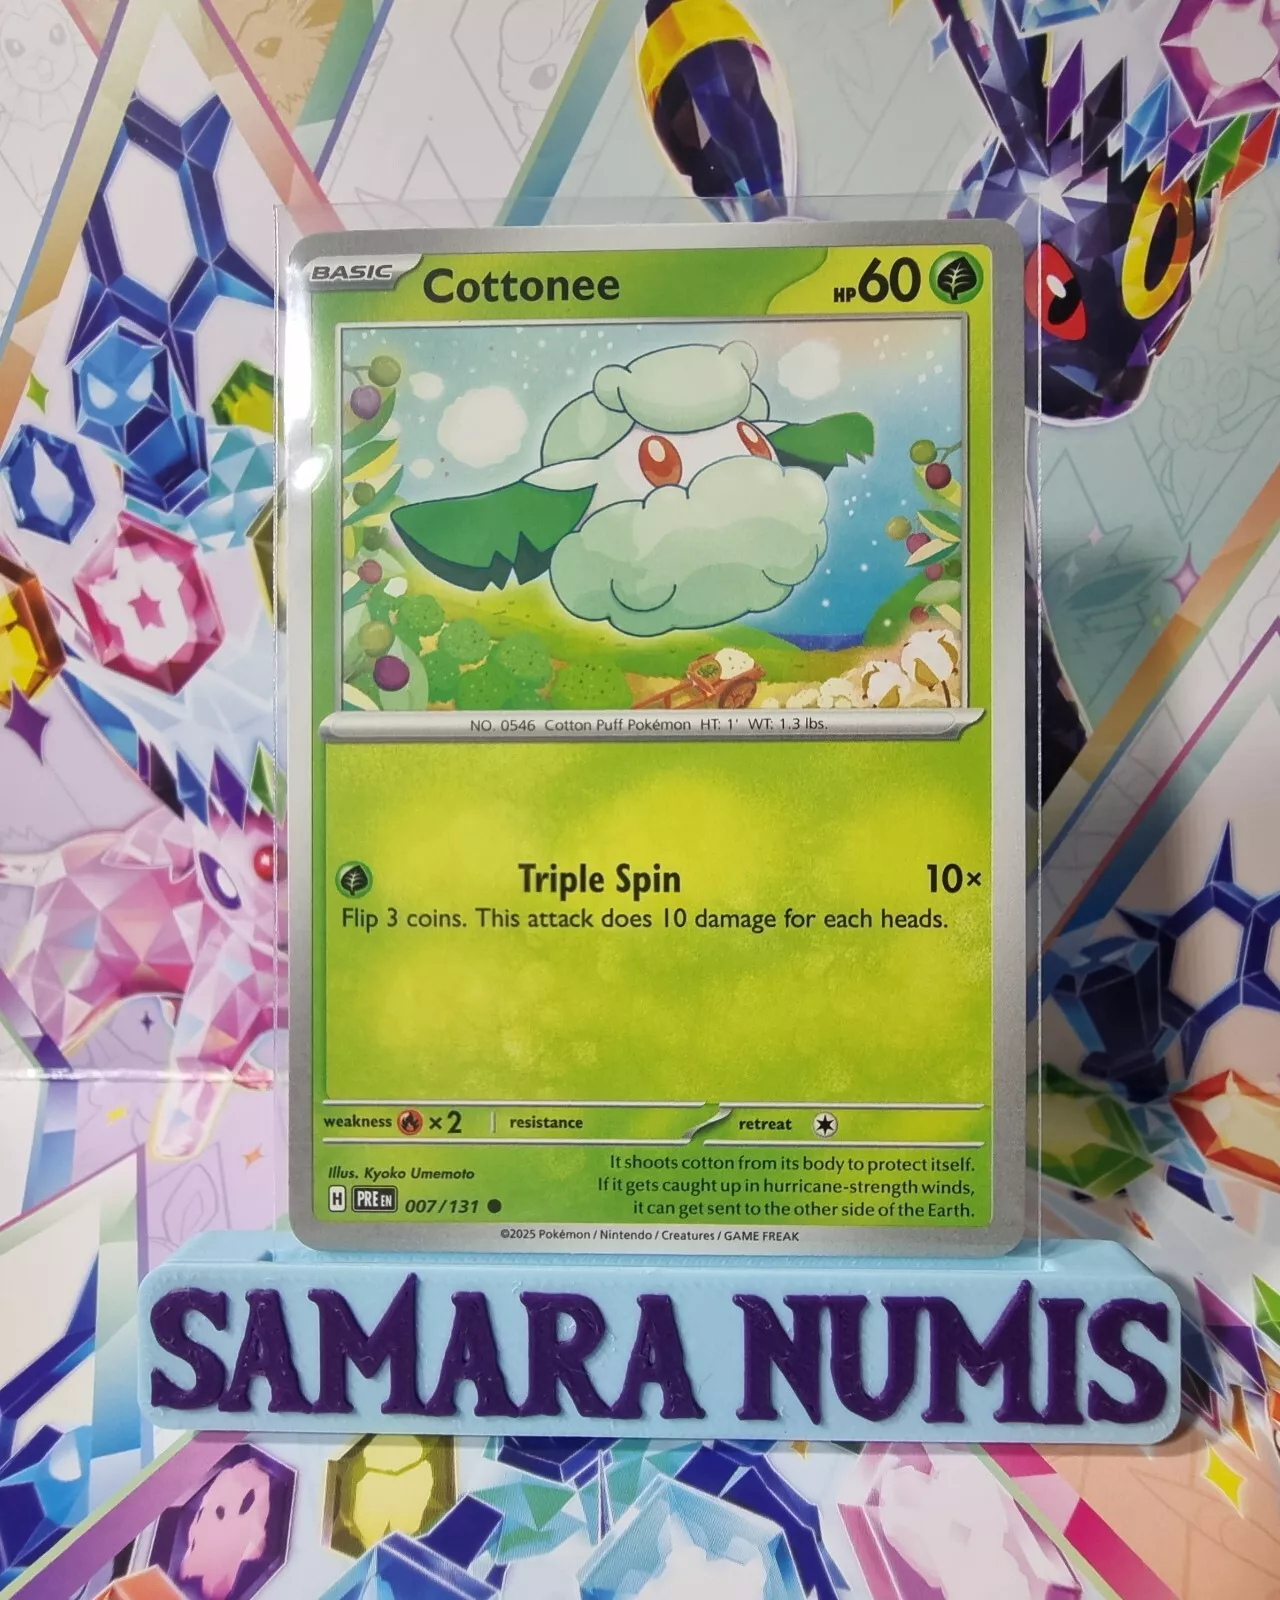 BASIC Cottonee HP 60
NO. 0546 Cotton Puff Pokémon HT: 1' WT: 1.3 lbs.
Triple Spin 10×
Flip 3 coins. This attack does 10 damage for each heads.
weakness ×2 resistance retreat
Illus. Kyoko Umemoto
H PRE EN 007/131
It shoots cotton from its body to protect itself.
If it gets caught up in hurricane-strength winds,
it can get sent to the other side of the Earth.
©2025 Pokémon / Nintendo / Creatures / GAME FREAK
SAMARA NUMIS